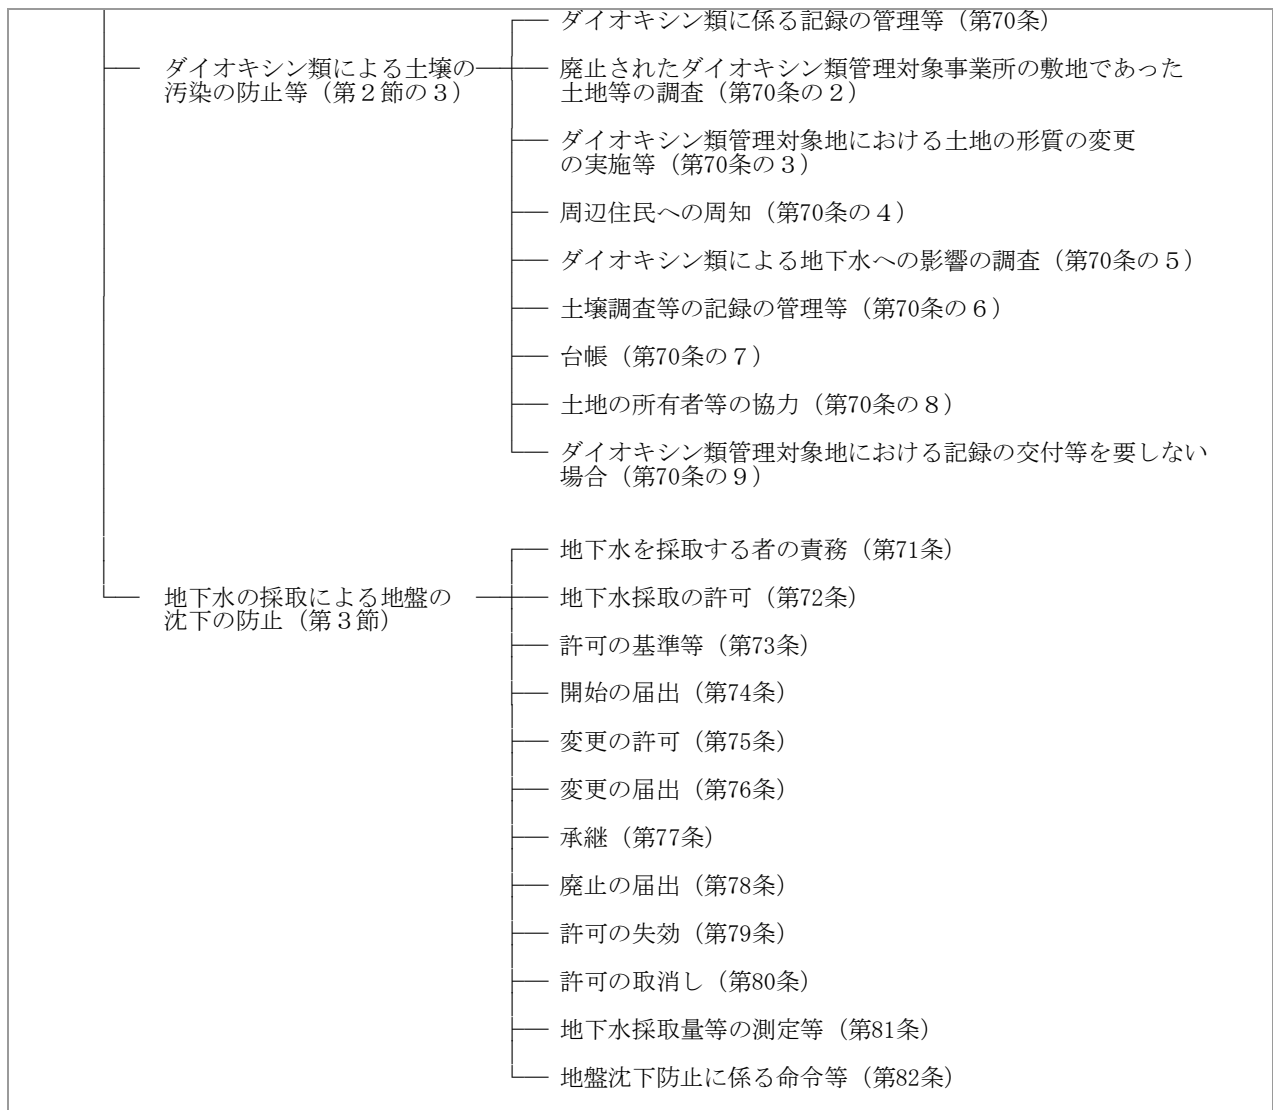 ダイオキシン類に係る記録の管理等（第70条）
ダイオキシン類による土壌の
汚染の防止等（第２節の３）
廃止されたダイオキシン類管理対象事業所の敷地であった
土地等の調査（第70条の２）
ダイオキシン類管理対象地における土地の形質の変更
の実施等（第70条の３）
周辺住民への周知（第70条の４）
ダイオキシン類による地下水への影響の調査（第70条の５）
土壌調査等の記録の管理等（第70条の６）
台帳（第70条の７）
土地の所有者等の協力（第70条の８）
ダイオキシン類管理対象地における記録の交付等を要しない
場合（第70条の９）
地下水を採取する者の責務（第71条）
地下水の採取による地盤の
沈下の防止（第３節）
地下水採取の許可（第72条）
許可の基準等（第73条）
開始の届出（第74条）
変更の許可（第75条）
変更の届出（第76条）
承継（第77条）
廃止の届出（第78条）
許可の失効（第79条）
許可の取消し（第80条）
地下水採取量等の測定等（第81条）
地盤沈下防止に係る命令等（第82条）